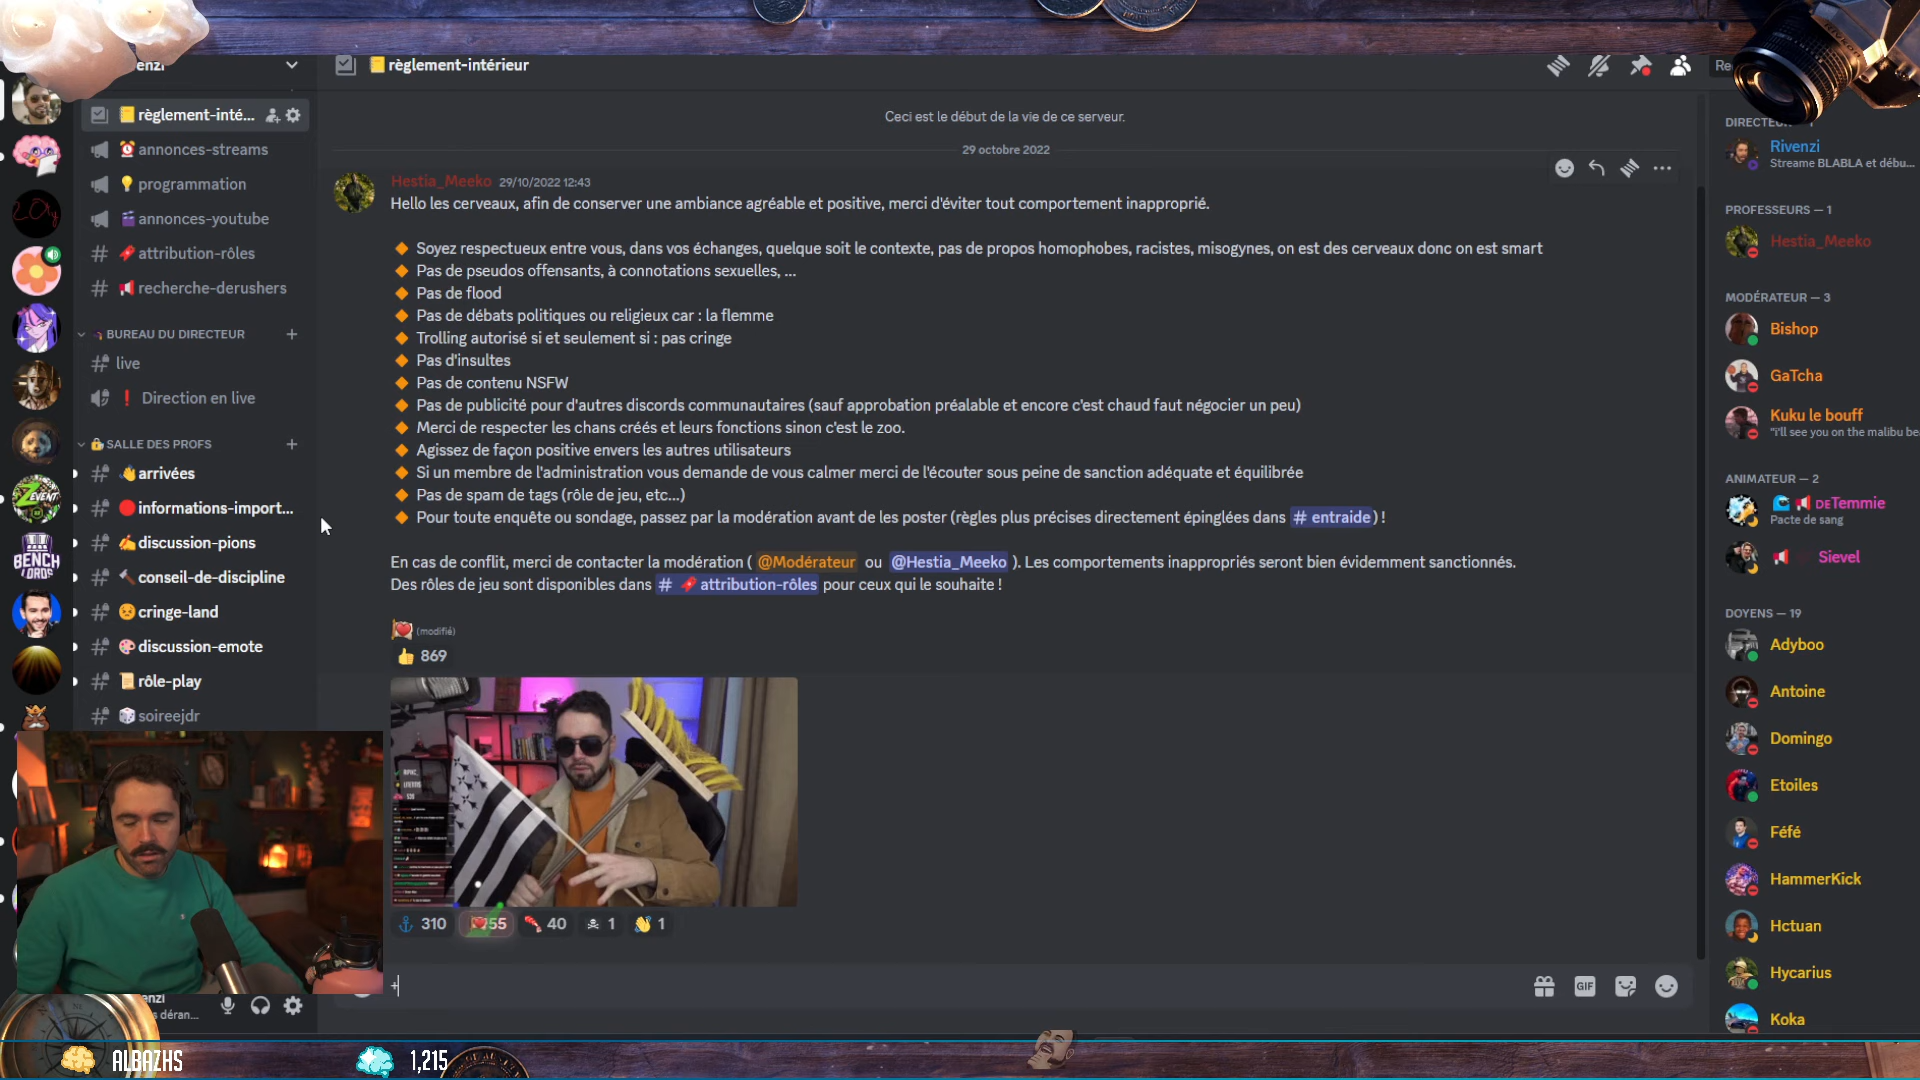 enzi
règlement-intérieur
Re
règlement-inté...
annonces-streams
programmation
annonces-youtube
attribution-rôles
recherche-derushers
BUREAU DU DIRECTEUR
live
Direction en live
SALLE DES PROFS
arrivées
informations-import...
discussion-pions
conseil-de-discipline
cringe-land
discussion-emote
rôle-play
soireejdr
ZEVENT
BENCH
LORDS
Ceci est le début de la vie de ce serveur.
29 octobre 2022
Hestia_Meeko 29/10/2022 12:43
Hello les cerveaux, afin de conserver une ambiance agréable et positive, merci d'éviter tout comportement inapproprié.
Soyez respectueux entre vous, dans vos échanges, quelque soit le contexte, pas de propos homophobes, racistes, misogynes, on est des cerveaux donc on est smart
Pas de pseudos offensants, à connotations sexuelles, ...
Pas de flood
Pas de débats politiques ou religieux car : la flemme
Trolling autorisé si et seulement si : pas cringe
Pas d'insultes
Pas de contenu NSFW
Pas de publicité pour d'autres discords communautaires (sauf approbation préalable et encore c'est chaud faut négocier un peu)
Merci de respecter les chans créés et leurs fonctions sinon c'est le zoo.
Agissez de façon positive envers les autres utilisateurs
Si un membre de l'administration vous demande de vous calmer merci de l'écouter sous peine de sanction adéquate et équilibrée
Pas de spam de tags (rôle de jeu, etc...)
Pour toute enquête ou sondage, passez par la modération avant de les poster (règles plus précises directement épinglées dans # entraide) !
En cas de conflit, merci de contacter la modération ( @Modérateur ou @Hestia_Meeko ). Les comportements inappropriés seront bien évidemment sanctionnés.
Des rôles de jeu sont disponibles dans # attribution-rôles pour ceux qui le souhaite !
(modifié)
869
310 55 40 1 1
+
GIF
DIRECTEUR — 1
Rivenzi
Streame BLABLA et débu...
PROFESSEURS — 1
Hestia_Meeko
MODÉRATEUR — 3
Bishop
GaTcha
Kuku le bouff
"i'll see you on the malibu bea
ANIMATEUR — 2
DETemmie
Pacte de sang
Sievel
DOYENS — 19
Adyboo
Antoine
Domingo
Etoiles
Féfé
HammerKick
Hctuan
Hycarius
Koka
enzi
s déran...
ALBAZHS
1,215